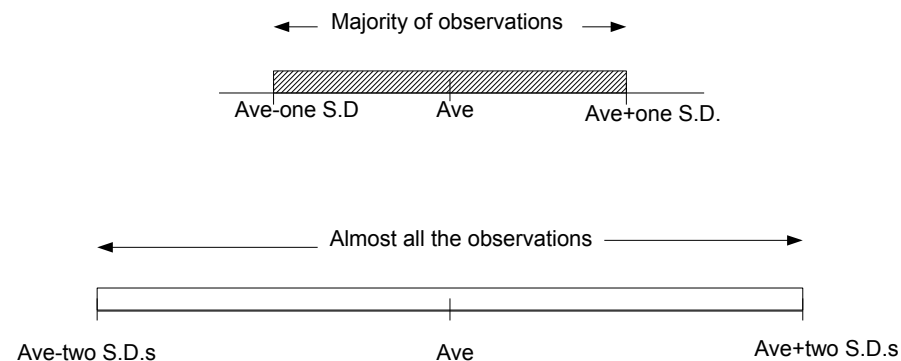 Majority of observations
Ave-one S.D Ave Ave+one S.D.
Almost all the observations
Ave-two S.D.s Ave Ave+two S.D.s